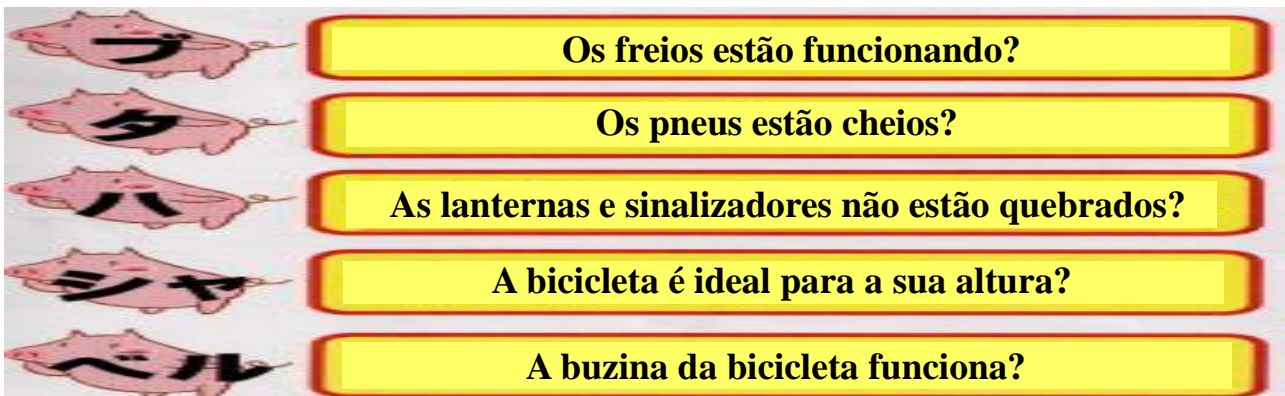 ブ Os freios estão funcionando?
タ Os pneus estão cheios?
ハ As lanternas e sinalizadores não estão quebrados?
シャ A bicicleta é ideal para a sua altura?
ベル A buzina da bicicleta funciona?